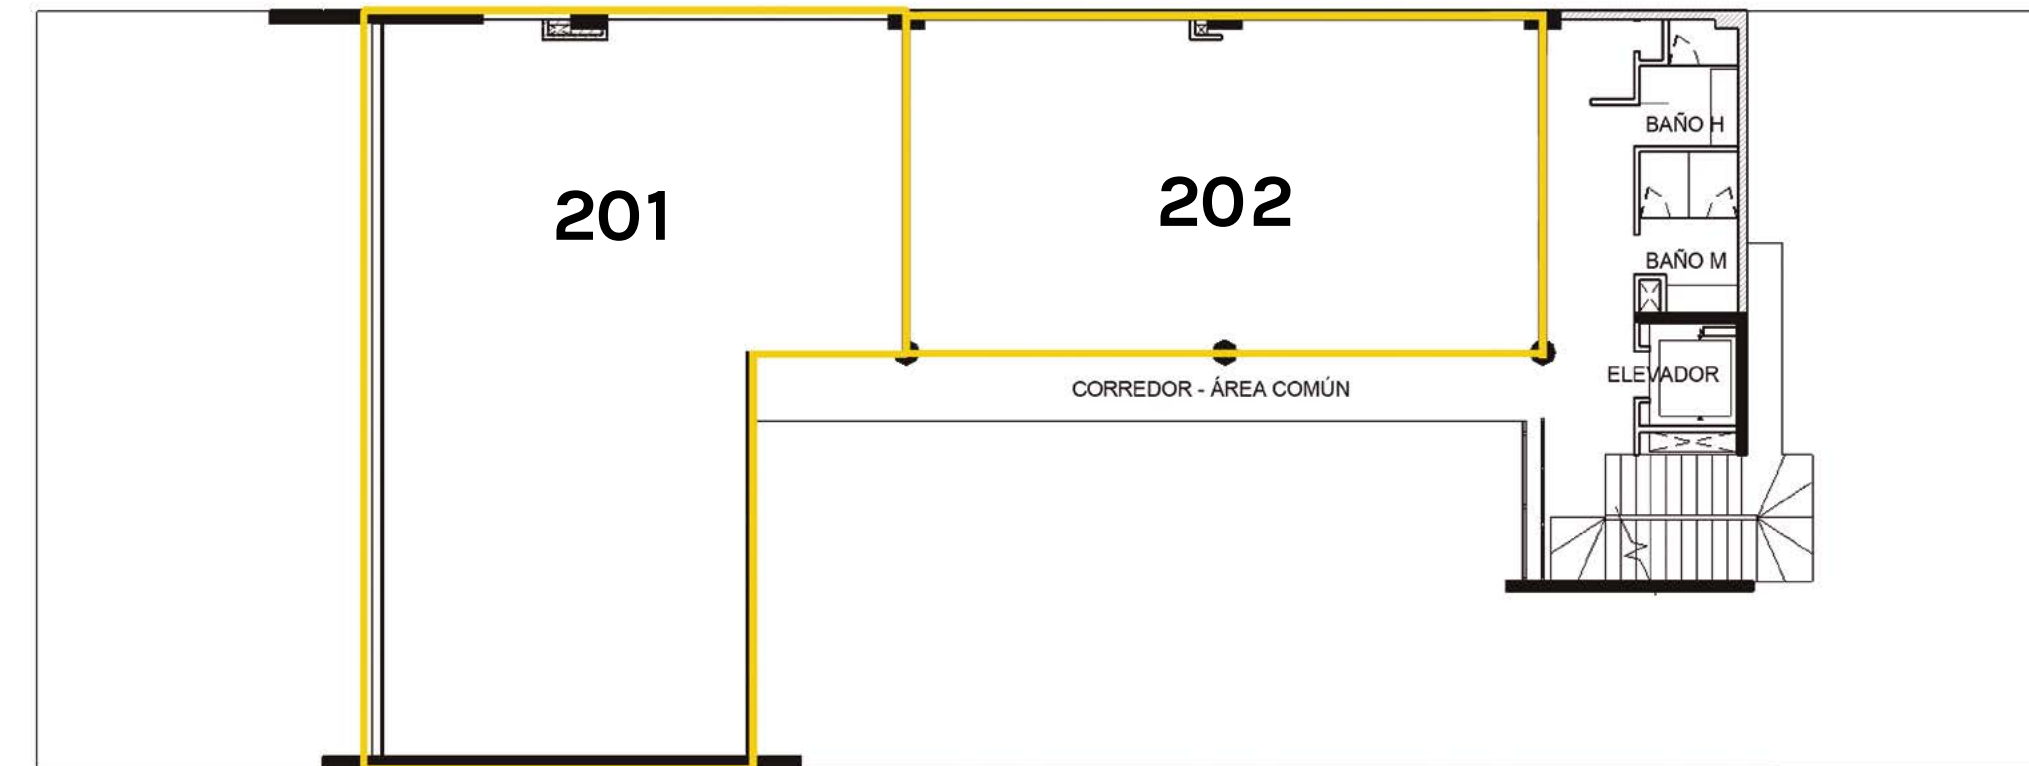 201
202
BAÑO H
BAÑO M
ELEVADOR
CORREDOR - ÁREA COMÚN